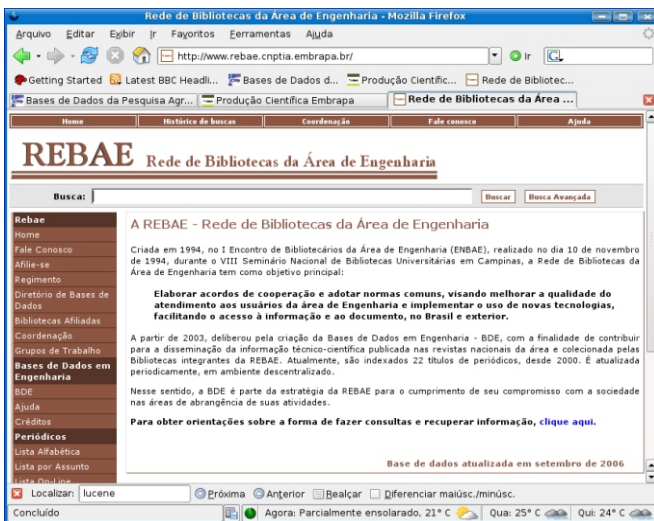 Rede de Bibliotecas da Área de Engenharia - Mozilla Firefox
Arquivo Editar Exibir Ir Favoritos Ferramentas Ajuda
http://www.rebae.cnptia.embrapa.br/ Ir
Getting Started Latest BBC Headli... Bases de Dados d... Produção Científic... Rede de Bibliotec...
Bases de Dados da Pesquisa Agr... Produção Científica Embrapa Rede de Bibliotecas da Área ...
Home Histórico de buscas Coordenação Fale conosco Ajuda
REBAE Rede de Bibliotecas da Área de Engenharia
Busca: Buscar Busca Avançada
Rebae
Home
Fale Conosco
Afilie-se
Regimento
Diretório de Bases de
Dados
Bibliotecas Afiliadas
Coordenação
Grupos de Trabalho
Bases de Dados em
Engenharia
BDE
Ajuda
Créditos
Periódicos
Lista Alfabética
Lista por Assunto
Lista On-Line
A REBAE - Rede de Bibliotecas da Área de Engenharia
Criada em 1994, no I Encontro de Bibliotecários da Área de Engenharia (ENBAE), realizado no dia 10 de novembro
de 1994, durante o VIII Seminário Nacional de Bibliotecas Universitárias em Campinas, a Rede de Bibliotecas da
Área de Engenharia tem como objetivo principal:
Elaborar acordos de cooperação e adotar normas comuns, visando melhorar a qualidade do
atendimento aos usuários da área de Engenharia e implementar o uso de novas tecnologias,
facilitando o acesso à informação e ao documento, no Brasil e exterior.
A partir de 2003, deliberou pela criação da Bases de Dados em Engenharia - BDE, com a finalidade de contribuir
para a disseminação da informação técnico-científica publicada nas revistas nacionais da área e colecionada pelas
Bibliotecas integrantes da REBAE. Atualmente, são indexados 22 títulos de periódicos, desde 2000. É atualizada
periodicamente, em ambiente descentralizado.
Nesse sentido, a BDE é parte da estratégia da REBAE para o cumprimento de seu compromisso com a sociedade
nas áreas de abrangência de suas atividades.
Para obter orientações sobre a forma de fazer consultas e recuperar informação, clique aqui.
Base de dados atualizada em setembro de 2006
Localizar: lucene Próxima Anterior Realçar Diferenciar maiúsc./minúsc.
Concluído Agora: Parcialmente ensolarado, 21° C Qua: 25° C Qui: 24° C